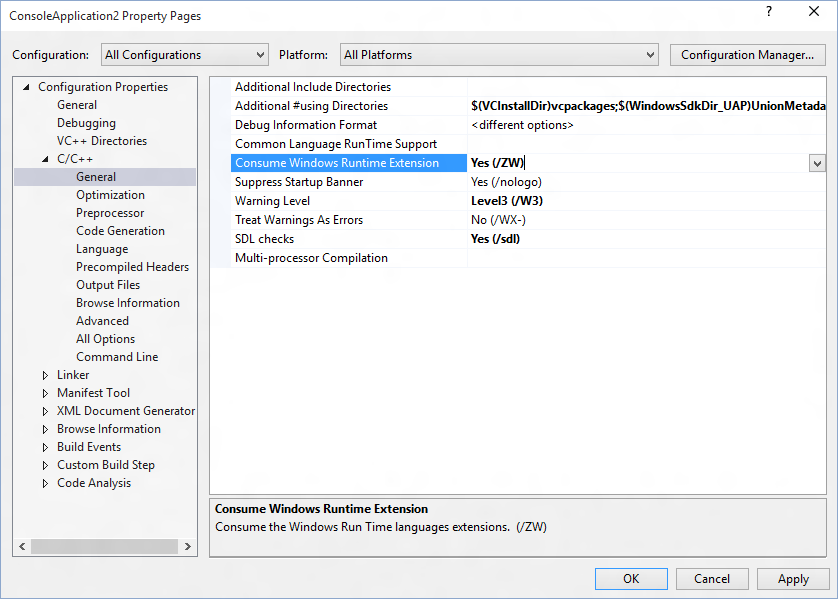 ConsoleApplication2 Property Pages
?
Configuration: All Configurations Platform: All Platforms Configuration Manager...
Configuration Properties
General
Debugging
VC++ Directories
C/C++
General
Optimization
Preprocessor
Code Generation
Language
Precompiled Headers
Output Files
Browse Information
Advanced
All Options
Command Line
Linker
Manifest Tool
XML Document Generator
Browse Information
Build Events
Custom Build Step
Code Analysis
Additional Include Directories
Additional #using Directories $(VCInstallDir)vcpackages;$(WindowsSdkDir_UAP)UnionMetada
Debug Information Format <different options>
Common Language RunTime Support
Consume Windows Runtime Extension Yes (/ZW)
Suppress Startup Banner Yes (/nologo)
Warning Level Level3 (/W3)
Treat Warnings As Errors No (/WX-)
SDL checks Yes (/sdl)
Multi-processor Compilation
Consume Windows Runtime Extension
Consume the Windows Run Time languages extensions. (/ZW)
OK Cancel Apply